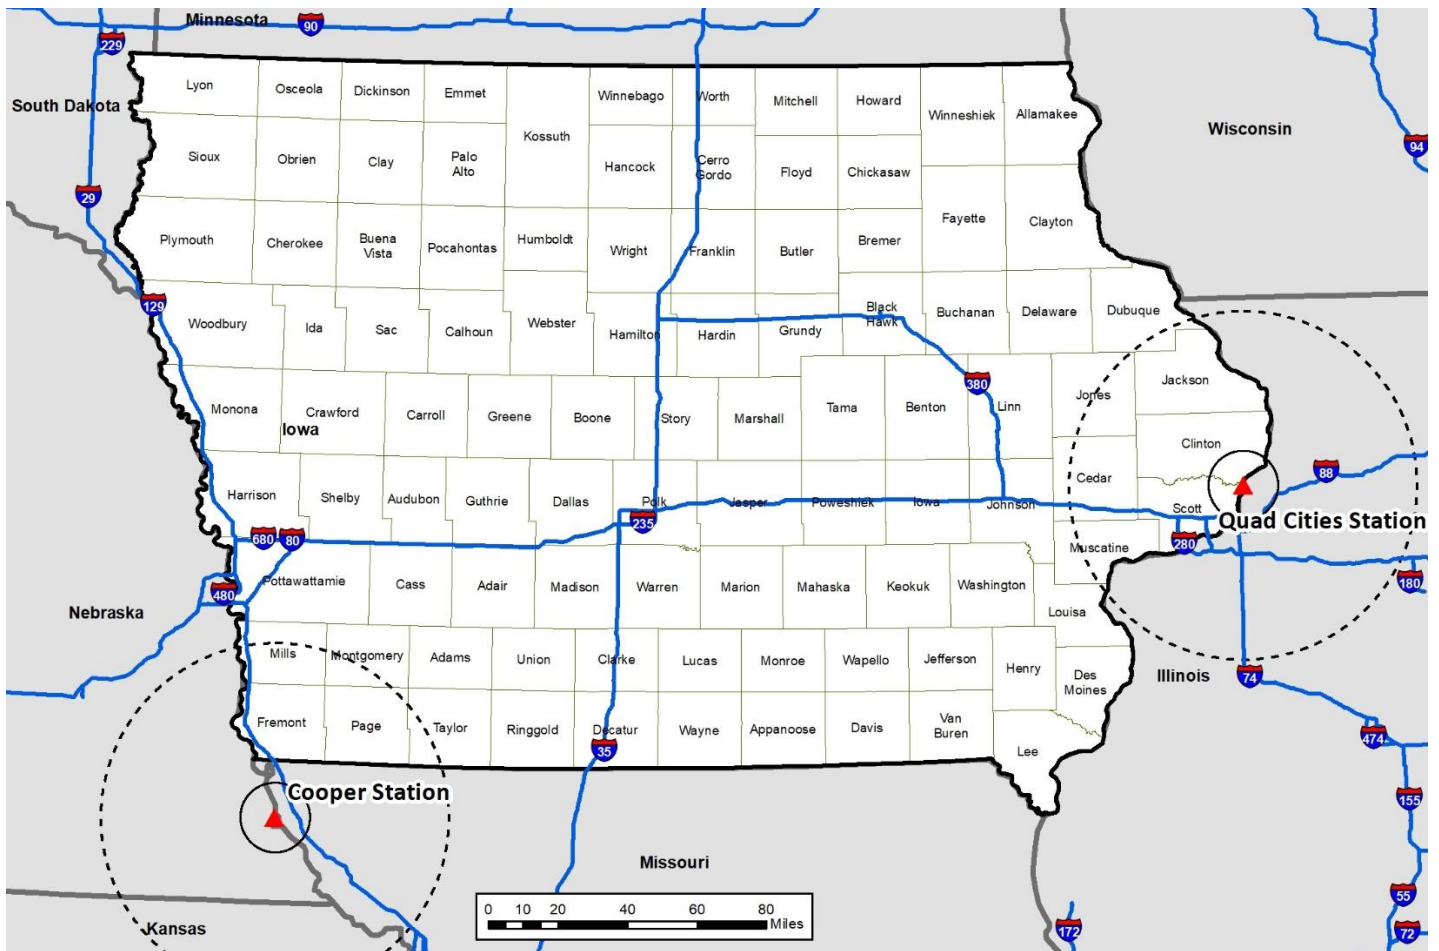 Minnesota
90
229
Lyon
Osceola
Dickinson
Emmet
Winnebago
Worth
Mitchell
Howard
South Dakota
Winneshiek
Allamakee
Wisconsin
Kossuth
94
Sioux
Obrien
Clay
Palo
Alto
Hancock
Cerro
Gordo
Floyd
Chickasaw
29
Fayette
Clayton
Plymouth
Cherokee
Buena
Vista
Pocahontas
Humboldt
Wright
Franklin
Butler
Bremer
129
Woodbury
Ida
Sac
Calhoun
Webster
Hamilton
Hardin
Grundy
Black
Hawk
Buchanan
Delaware
Dubuque
380
Jackson
Monona
Crawford
Carroll
Greene
Boone
Story
Marshall
Tama
Benton
Linn
Jones
Iowa
Clinton
88
Harrison
Shelby
Audubon
Guthrie
Dallas
Polk
Jasper
Poweshiek
Iowa
Johnson
Cedar
Scott
235
Quad Cities Station
680
80
280
Muscatine
180
Pottawattamie
Cass
Adair
Madison
Warren
Marion
Mahaska
Keokuk
Washington
480
Nebraska
Louisa
Mills
Montgomery
Adams
Union
Clarke
Lucas
Monroe
Wapello
Jefferson
Henry
Des
Moines
Illinois
74
Fremont
Page
Taylor
Ringgold
Decatur
Wayne
Appanoose
Davis
Van
Buren
Lee
35
474
Cooper Station
155
Missouri
55
0 10 20 40 60 80
Miles
Kansas
172
72